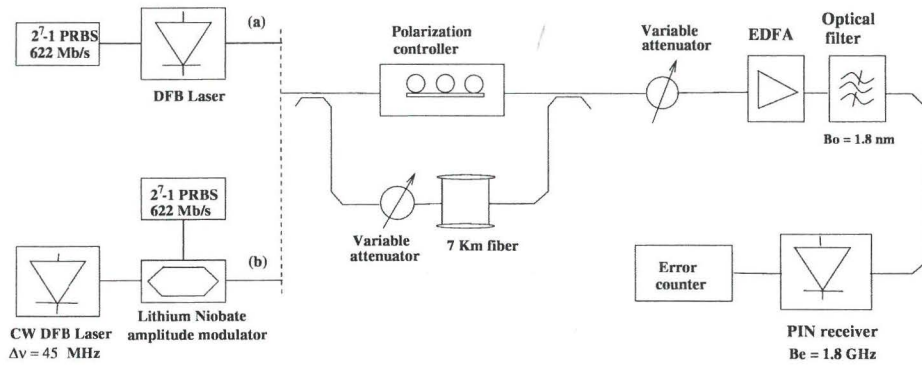 2⁷-1 PRBS
622 Mb/s
(a)
DFB Laser
Polarization
controller
Variable
attenuator
EDFA
Optical
filter
Bo = 1.8 nm
2⁷-1 PRBS
622 Mb/s
Variable
attenuator
7 Km fiber
(b)
CW DFB Laser
Δν = 45 MHz
Lithium Niobate
amplitude modulator
Error
counter
PIN receiver
Be = 1.8 GHz